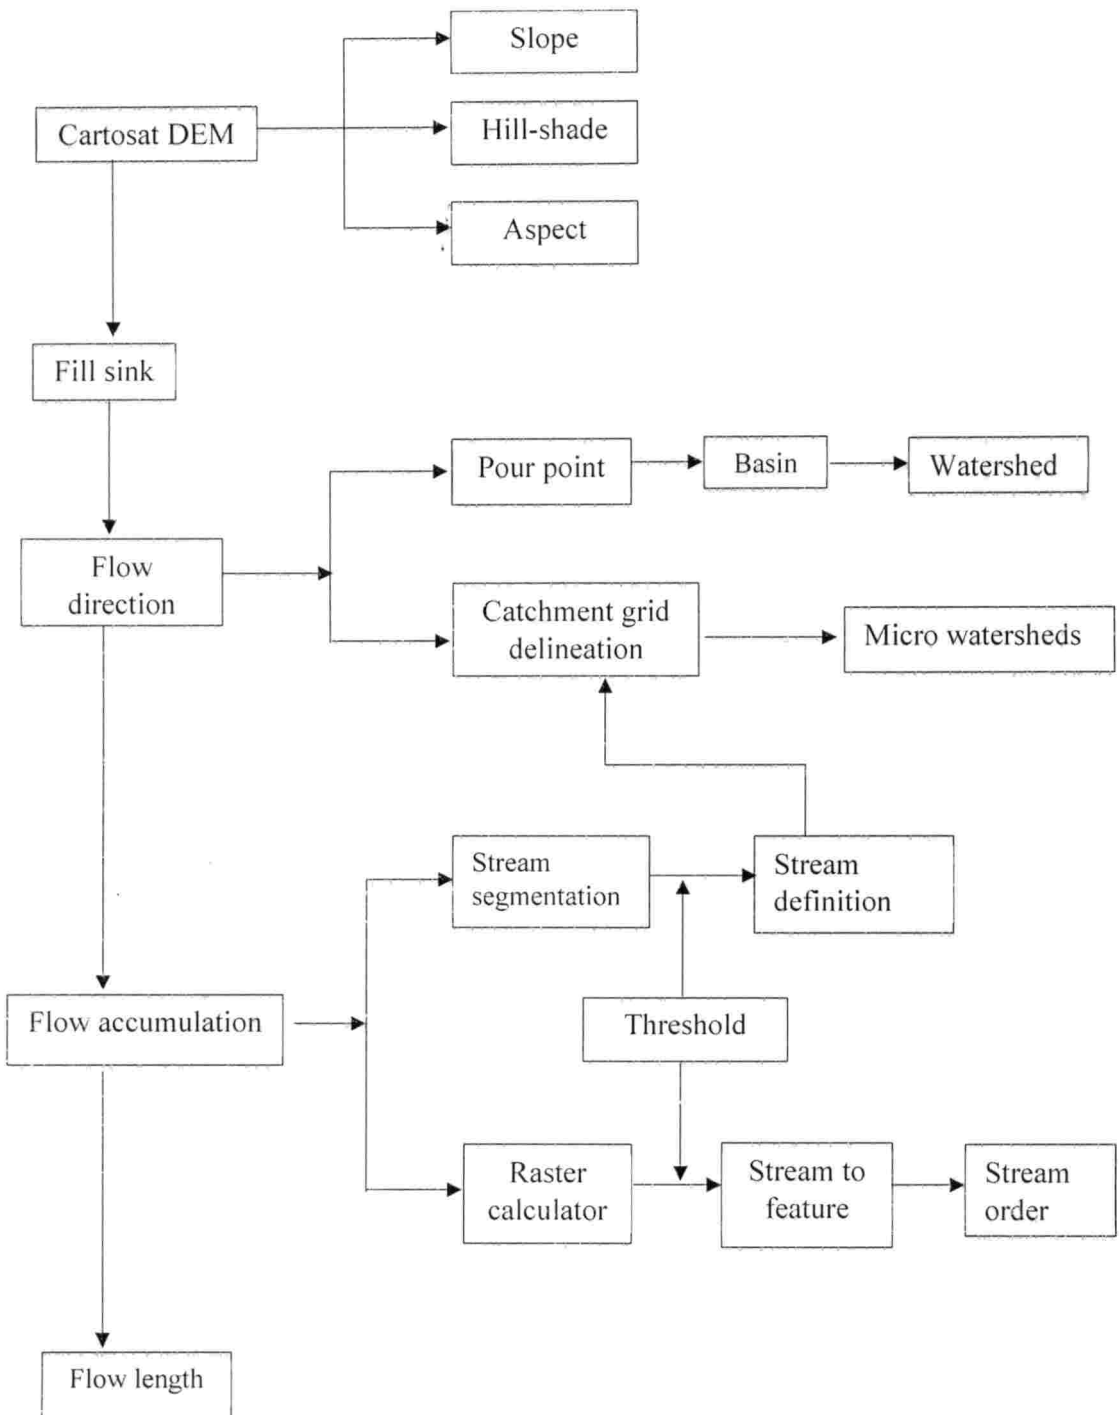 Slope
Cartosat DEM
Hill-shade
Aspect
Fill sink
Pour point
Basin
Watershed
Flow
direction
Catchment grid
delineation
Micro watersheds
Stream
segmentation
Stream
definition
Flow accumulation
Threshold
Raster
calculator
Stream to
feature
Stream
order
Flow length